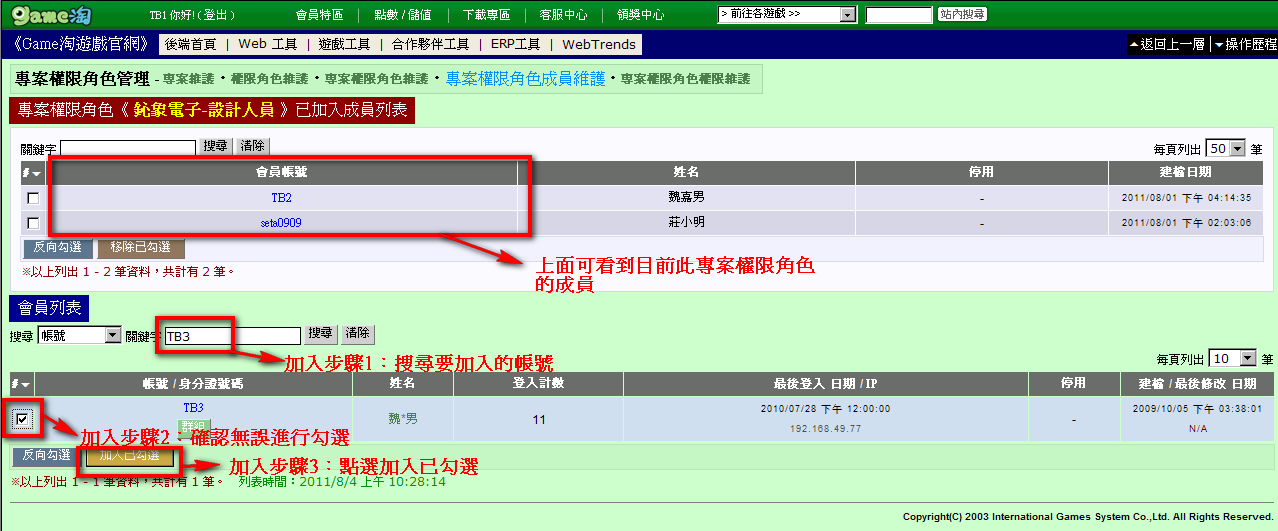 game淘 TB1 你好!(登出) 會員特區 | 點數 / 儲值 | 下載專區 | 客服中心 | 領獎中心 > 前往各遊戲 >> 站內搜尋
《Game淘遊戲官網》 後端首頁 | Web 工具 | 遊戲工具 | 合作夥伴工具 | ERP工具 | WebTrends ▲返回上一層 | ▼操作歷程
專案權限角色管理 - 專案維護・權限角色維護・專案權限角色維護・專案權限角色成員維護・專案權限角色權限維護
專案權限角色《 鈊象電子-設計人員 》已加入成員列表
關鍵字 搜尋 清除 每頁列出 50 筆
# 會員帳號 姓名 停用 建檔日期
TB2 魏嘉男 - 2011/08/01 下午 04:14:35
seta0909 莊小明 - 2011/08/01 下午 02:03:06
反向勾選 移除已勾選
※以上列出 1 - 2 筆資料，共計有 2 筆。
上面可看到目前此專案權限角色
的成員
會員列表
搜尋 帳號 關鍵字 TB3 搜尋 清除
加入步驟1：搜尋要加入的帳號
每頁列出 10 筆
# 帳號 / 身分證號碼 姓名 登入計數 最後登入 日期 / IP 停用 建檔 / 最後修改 日期
TB3 魏*男 11 2010/07/28 下午 12:00:00 - 2009/10/05 下午 03:38:01
群組 192.168.49.77 N/A
加入步驟2：確認無誤進行勾選
反向勾選 加入已勾選
加入步驟3：點選加入已勾選
※以上列出 1 - 1 筆資料，共計有 1 筆。 列表時間：2011/8/4 上午 10:28:14
Copyright(C) 2003 International Games System Co.,Ltd. All Rights Reserved.